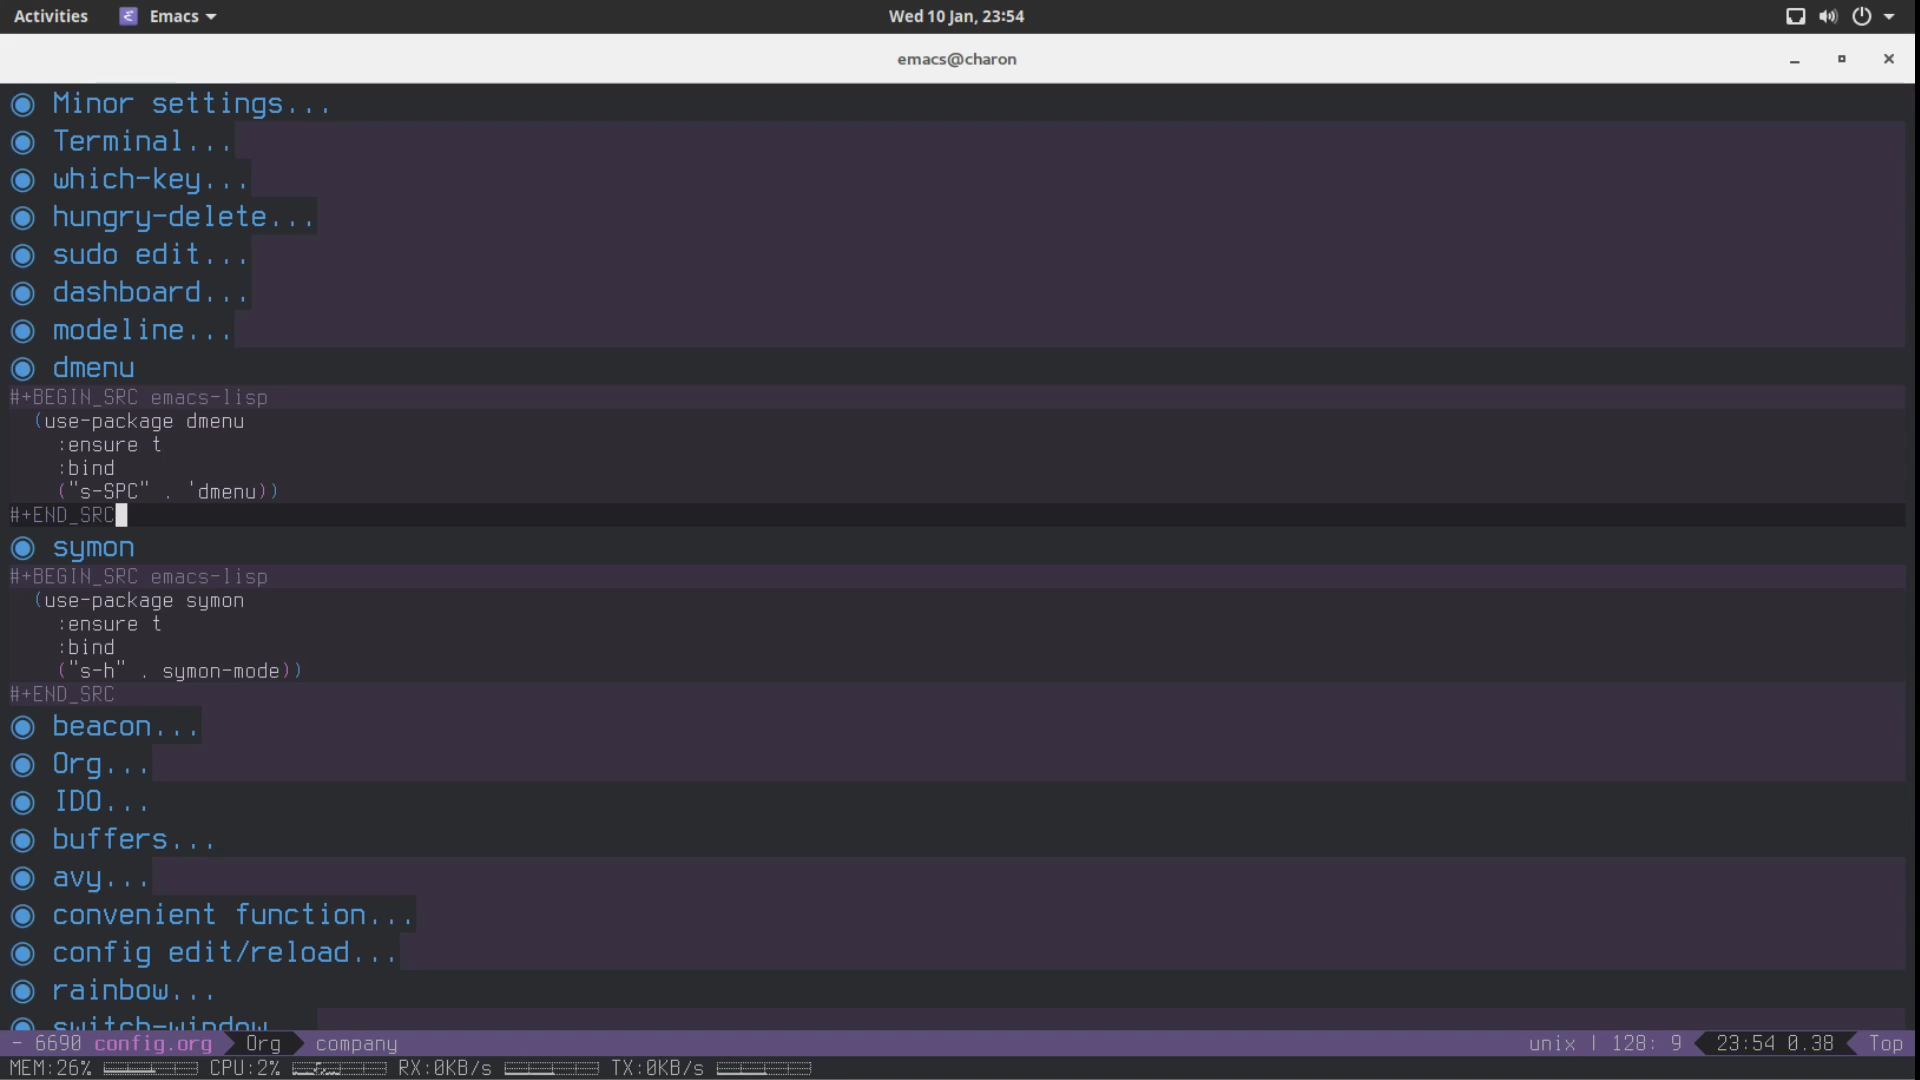 Activities Emacs Wed 10 Jan, 23:54
emacs@charon
Minor settings...
Terminal...
which-key...
hungry-delete...
sudo edit...
dashboard...
modeline...
dmenu
#+BEGIN_SRC emacs-lisp
(use-package dmenu
:ensure t
:bind
("s-SPC" . 'dmenu))
#+END_SRC
symon
#+BEGIN_SRC emacs-lisp
(use-package symon
:ensure t
:bind
("s-h" . symon-mode))
#+END_SRC
beacon...
Org...
IDO...
buffers...
avy...
convenient function...
config edit/reload...
rainbow...
switch-window...
- 6690 config.org Org company unix | 128: 9 23:54 0.38 Top
MEM:26% CPU:2% RX:0KB/s TX:0KB/s